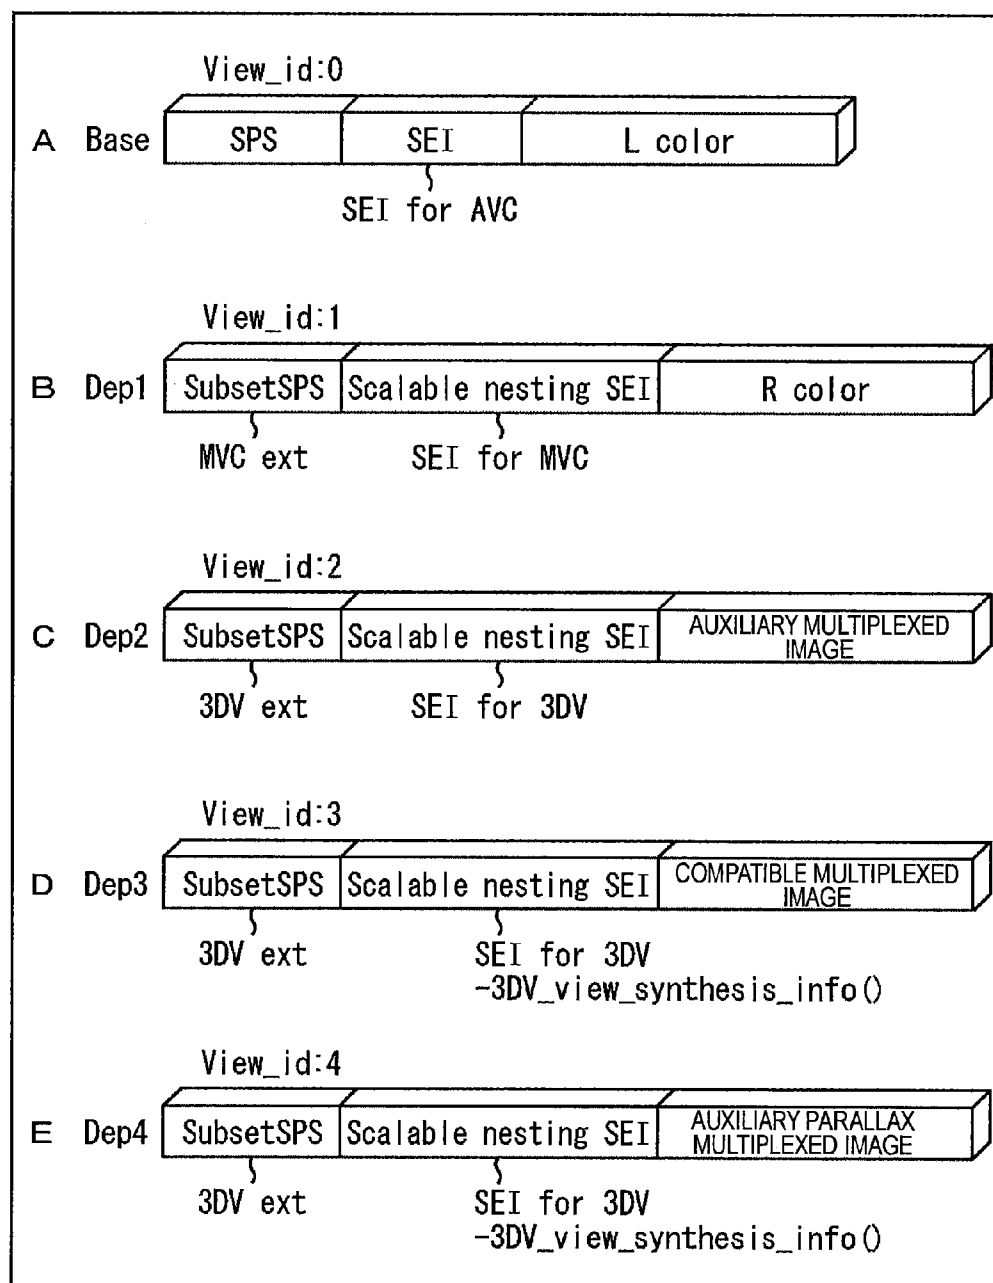 View_id:0
A Base SPS SEI L color
SEI for AVC
View_id:1
B Dep1 SubsetSPS Scalable nesting SEI R color
MVC ext SEI for MVC
View_id:2
C Dep2 SubsetSPS Scalable nesting SEI AUXILIARY MULTIPLEXED IMAGE
3DV ext SEI for 3DV
View_id:3
D Dep3 SubsetSPS Scalable nesting SEI COMPATIBLE MULTIPLEXED IMAGE
3DV ext SEI for 3DV
-3DV_view_synthesis_info()
View_id:4
E Dep4 SubsetSPS Scalable nesting SEI AUXILIARY PARALLAX MULTIPLEXED IMAGE
3DV ext SEI for 3DV
-3DV_view_synthesis_info()